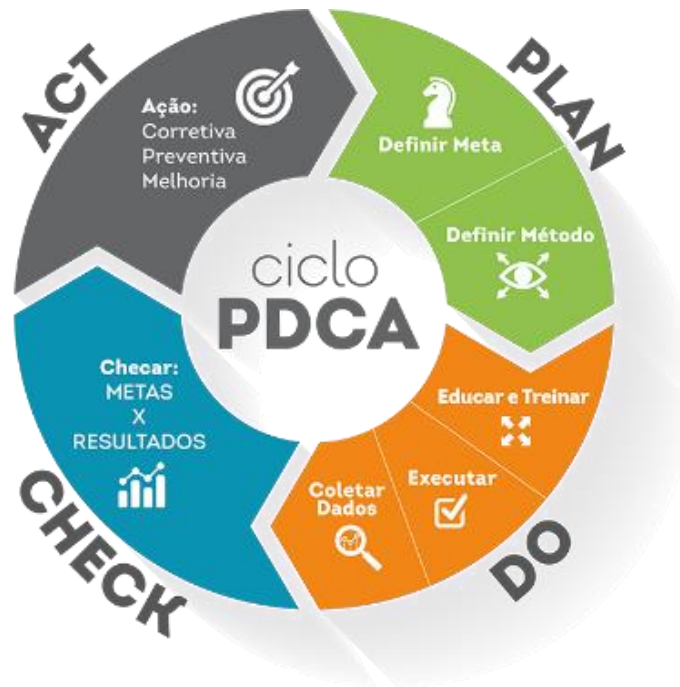 ciclo
PDCA
PLAN
Definir Meta
Definir Método
DO
Educar e Treinar
Executar
Coletar
Dados
CHECK
Checar:
METAS
X
RESULTADOS
ACT
Ação:
Corretiva
Preventiva
Melhoria